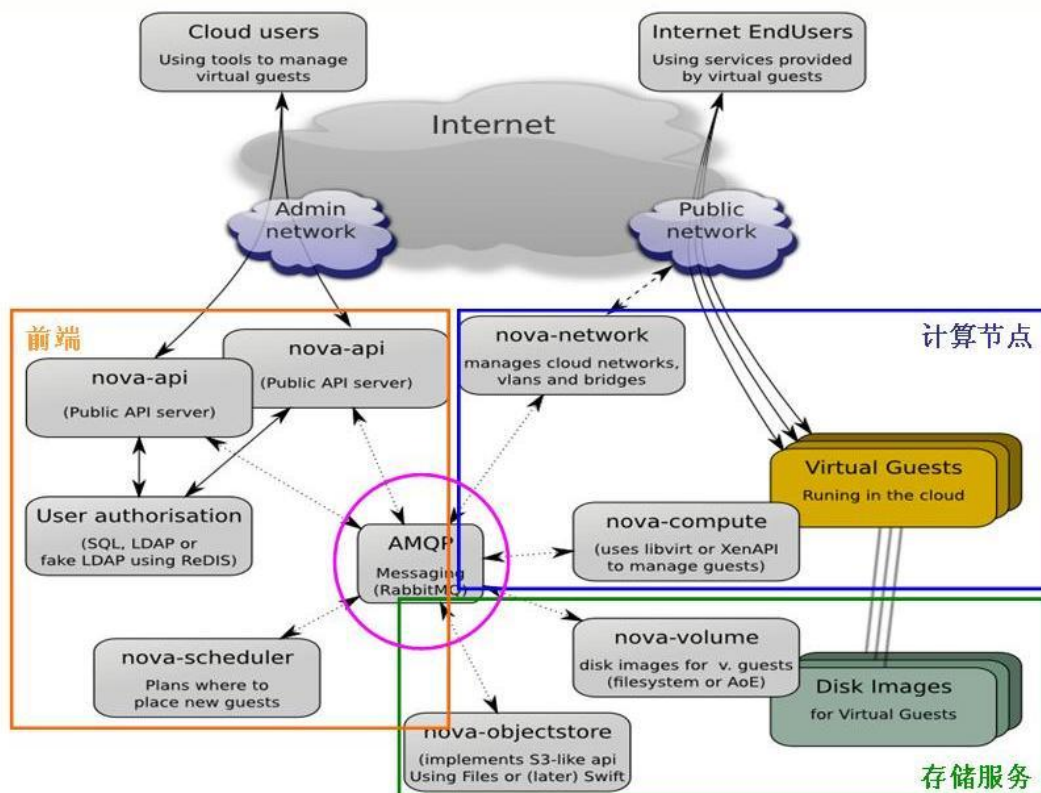 Cloud users
Using tools to manage
virtual guests
Internet EndUsers
Using services provided
by virtual guests
Internet
Admin
network
Public
network
前端
nova-api
(Public API server)
nova-api
(Public API server)
nova-network
manages cloud networks,
vlans and bridges
计算节点
User authorisation
(SQL, LDAP or
fake LDAP using ReDIS)
AMQP
Messaging
(RabbitMQ)
nova-compute
(uses libvirt or XenAPI
to manage guests)
Virtual Guests
Runing in the cloud
nova-scheduler
Plans where to
place new guests
nova-volume
disk images for v. guests
(filesystem or AoE)
Disk Images
for Virtual Guests
nova-objectstore
(implements S3-like api
Using Files or (later) Swift
存储服务